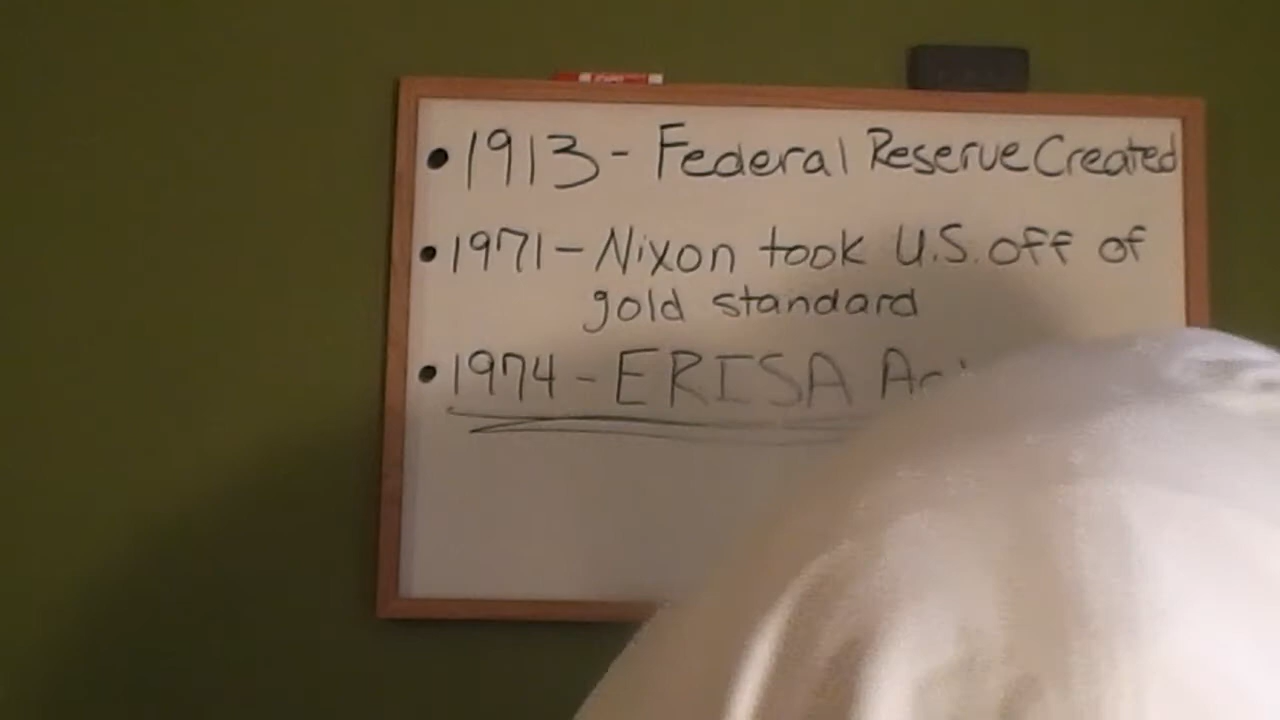 • 1913 - Federal Reserve Created
• 1971 - Nixon took U.S. off of
gold standard
• 1974 - ERISA